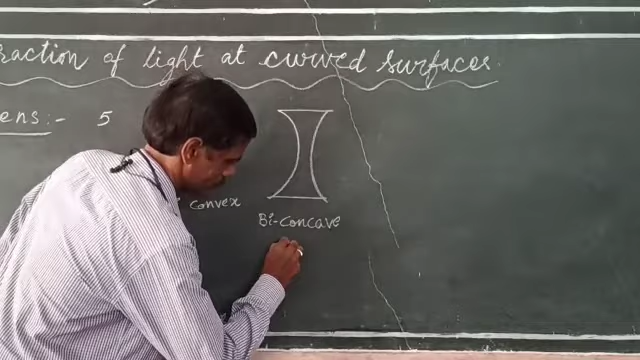 raction of light at curved surfaces.
ens:- 5
convex
Bi-concave